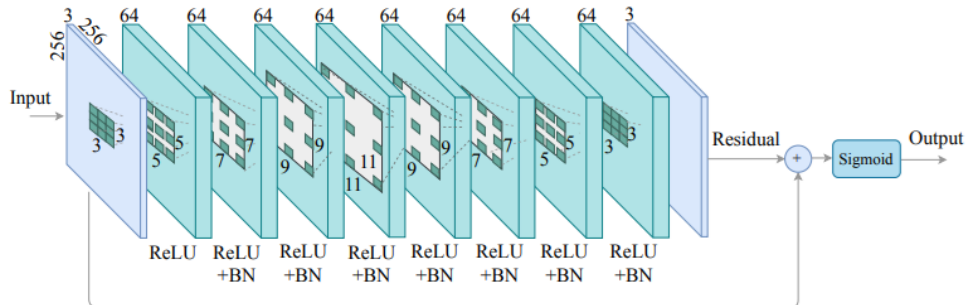 3 64 64 64 64 64 64 64 64 3
256 256
Input
3 3
5 5
7 7
9 9
11 11
9 9
7 7
5 5
3 3
Residual
+
Sigmoid
Output
ReLU
ReLU
+BN
ReLU
+BN
ReLU
+BN
ReLU
+BN
ReLU
+BN
ReLU
+BN
ReLU
+BN